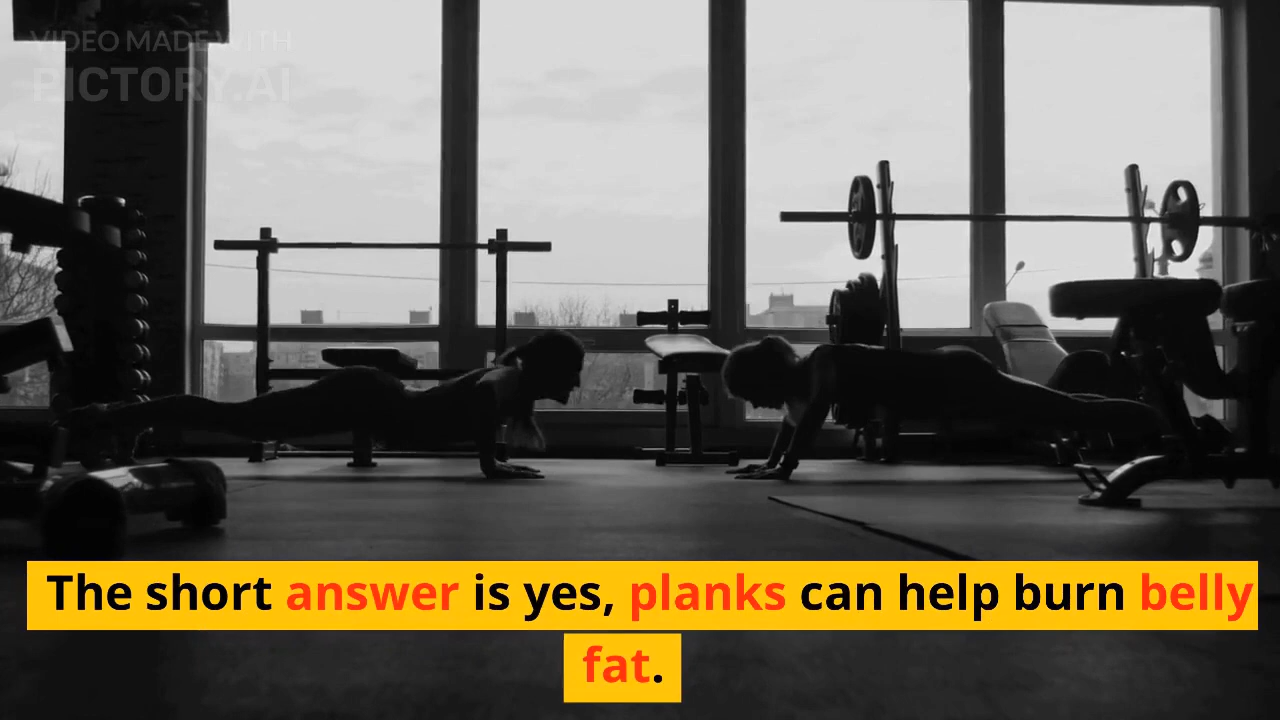 VIDEO MADE WITH
PICTORY.AI
The short answer is yes, planks can help burn belly
fat.